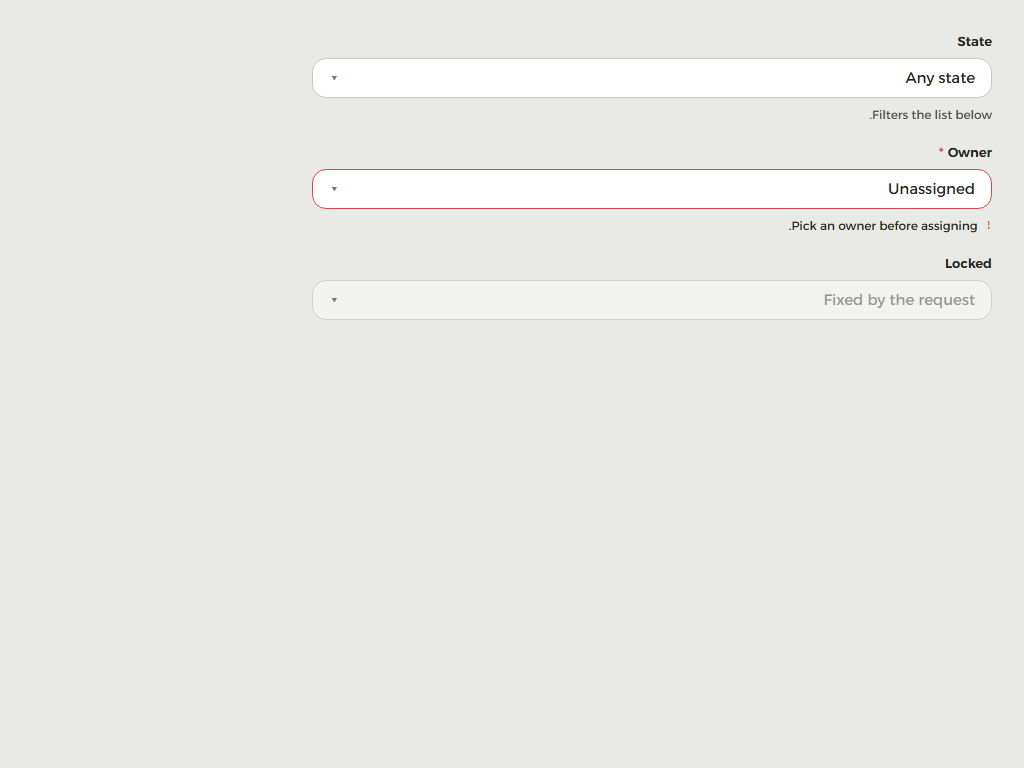 State
Any state
.Filters the list below
* Owner
Unassigned
.Pick an owner before assigning !
Locked
Fixed by the request